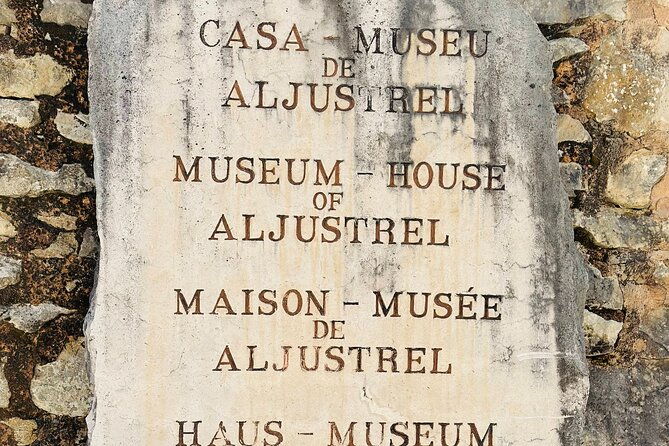 CASA - MUSEU
DE
ALJUSTREL
MUSEUM - HOUSE
OF
ALJUSTREL
MAISON - MUSÉE
DE
ALJUSTREL
HAUS - MUSEUM